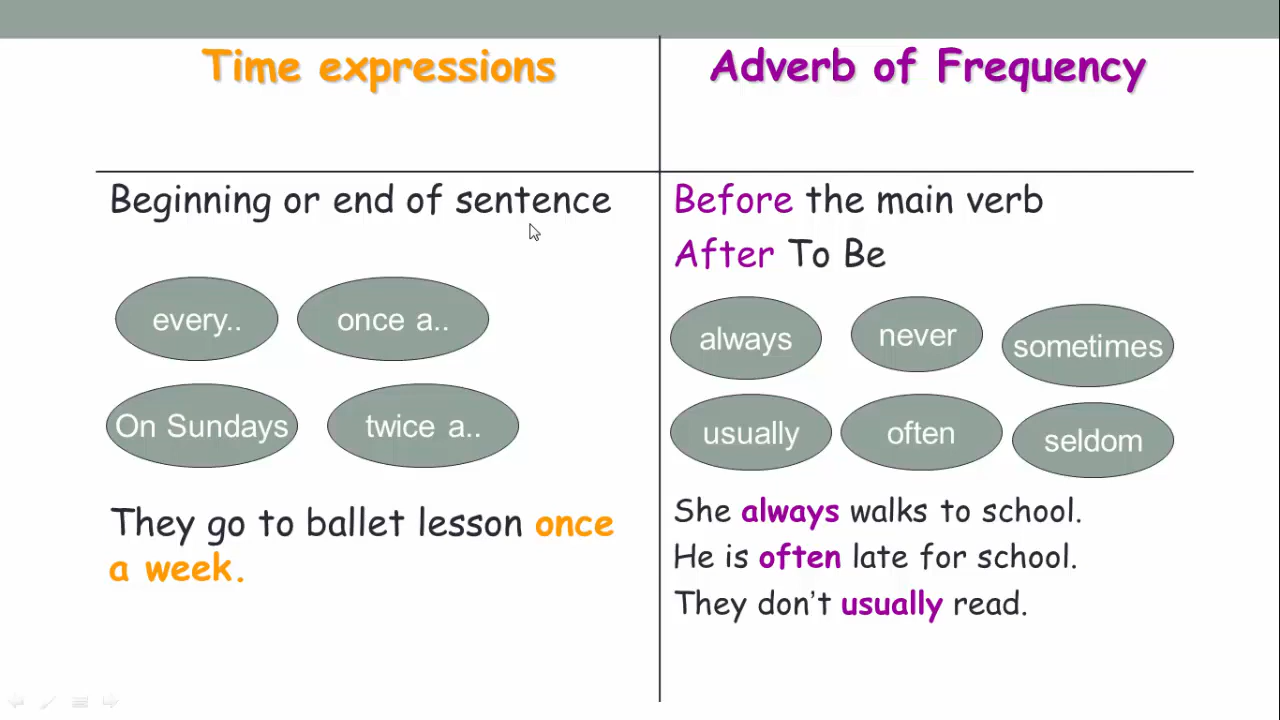 Time expressions
Adverb of Frequency
Beginning or end of sentence
every..
once a..
On Sundays
twice a..
They go to ballet lesson once
a week.
Before the main verb
After To Be
always
never
sometimes
usually
often
seldom
She always walks to school.
He is often late for school.
They don't usually read.